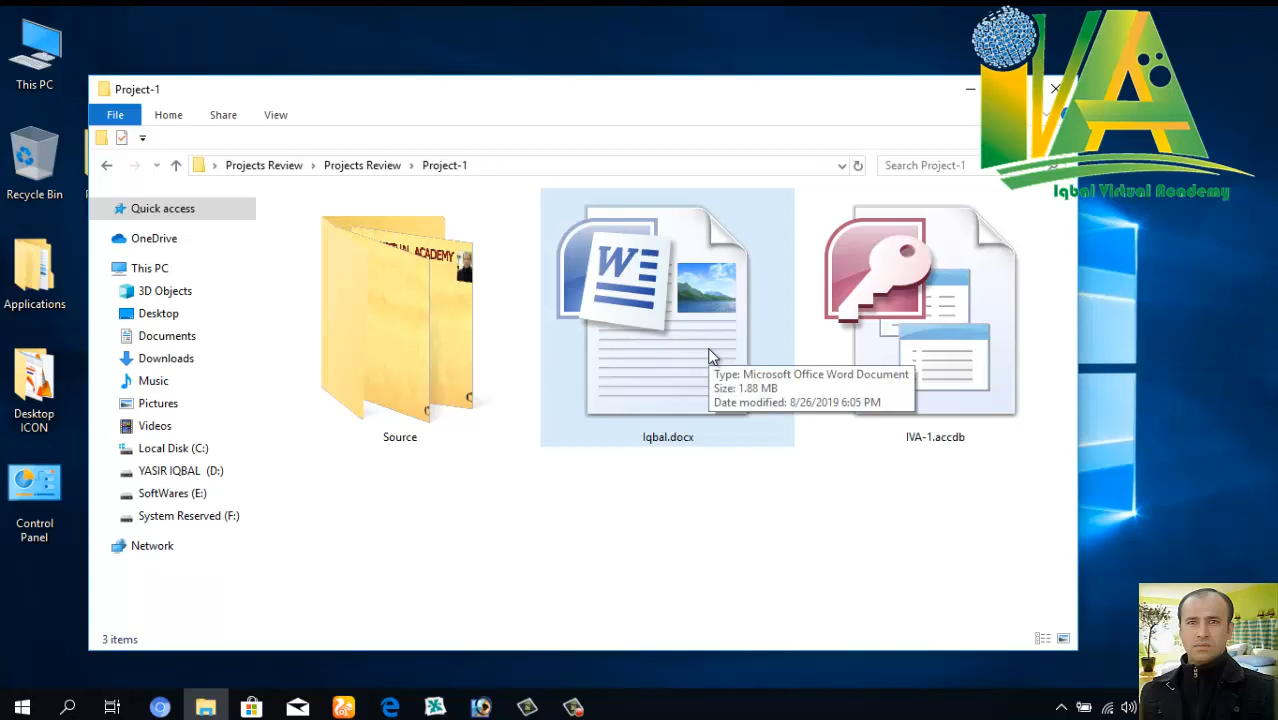 This PC
Recycle Bin
Applications
Desktop
ICON
Control
Panel
Project-1
File
Home
Share
View
Projects Review
Projects Review
Project-1
Search Project-1
Quick access
OneDrive
This PC
3D Objects
Desktop
Documents
Downloads
Music
Pictures
Videos
Local Disk (C:)
YASIR IQBAL (D:)
SoftWares (E:)
System Reserved (F:)
Network
ACADEMY
Source
W
Iqbal.docx
Type: Microsoft Office Word Document
Size: 1.88 MB
Date modified: 8/26/2019 6:05 PM
IVA-1.accdb
3 items
iVA
Iqbal Virtual Academy